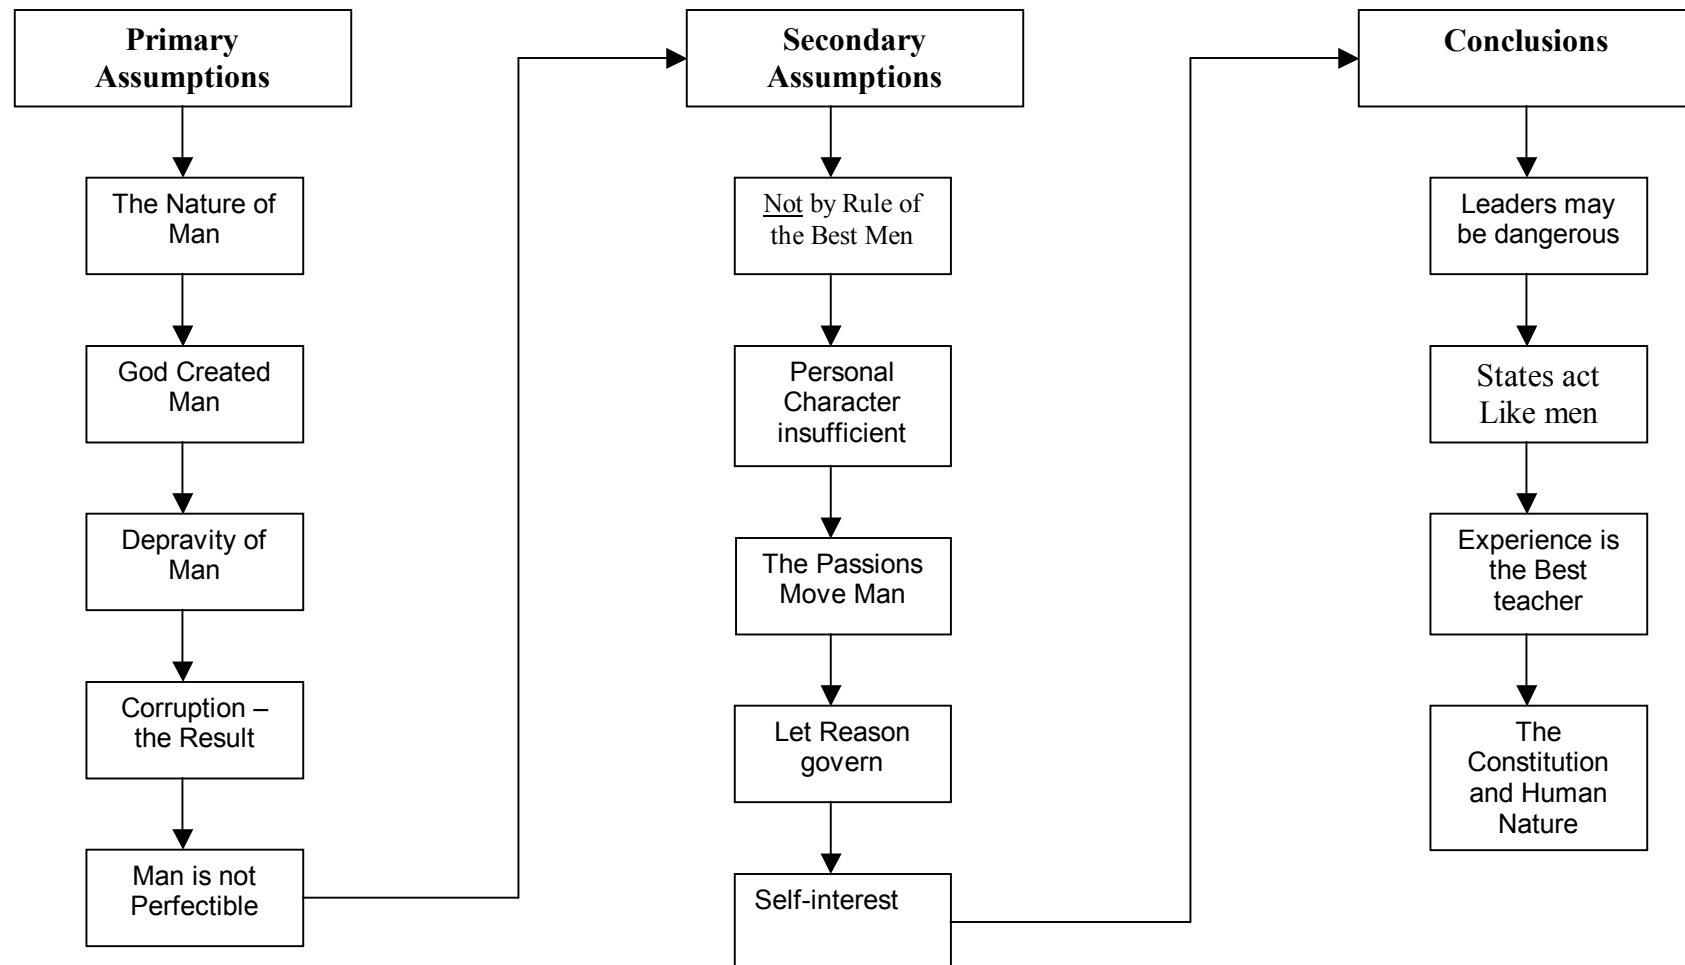 Primary
Assumptions
The Nature of
Man
God Created
Man
Depravity of
Man
Corruption –
the Result
Man is not
Perfectible
Secondary
Assumptions
Not by Rule of
the Best Men
Personal
Character
insufficient
The Passions
Move Man
Let Reason
govern
Self-interest
Conclusions
Leaders may
be dangerous
States act
Like men
Experience is
the Best
teacher
The
Constitution
and Human
Nature